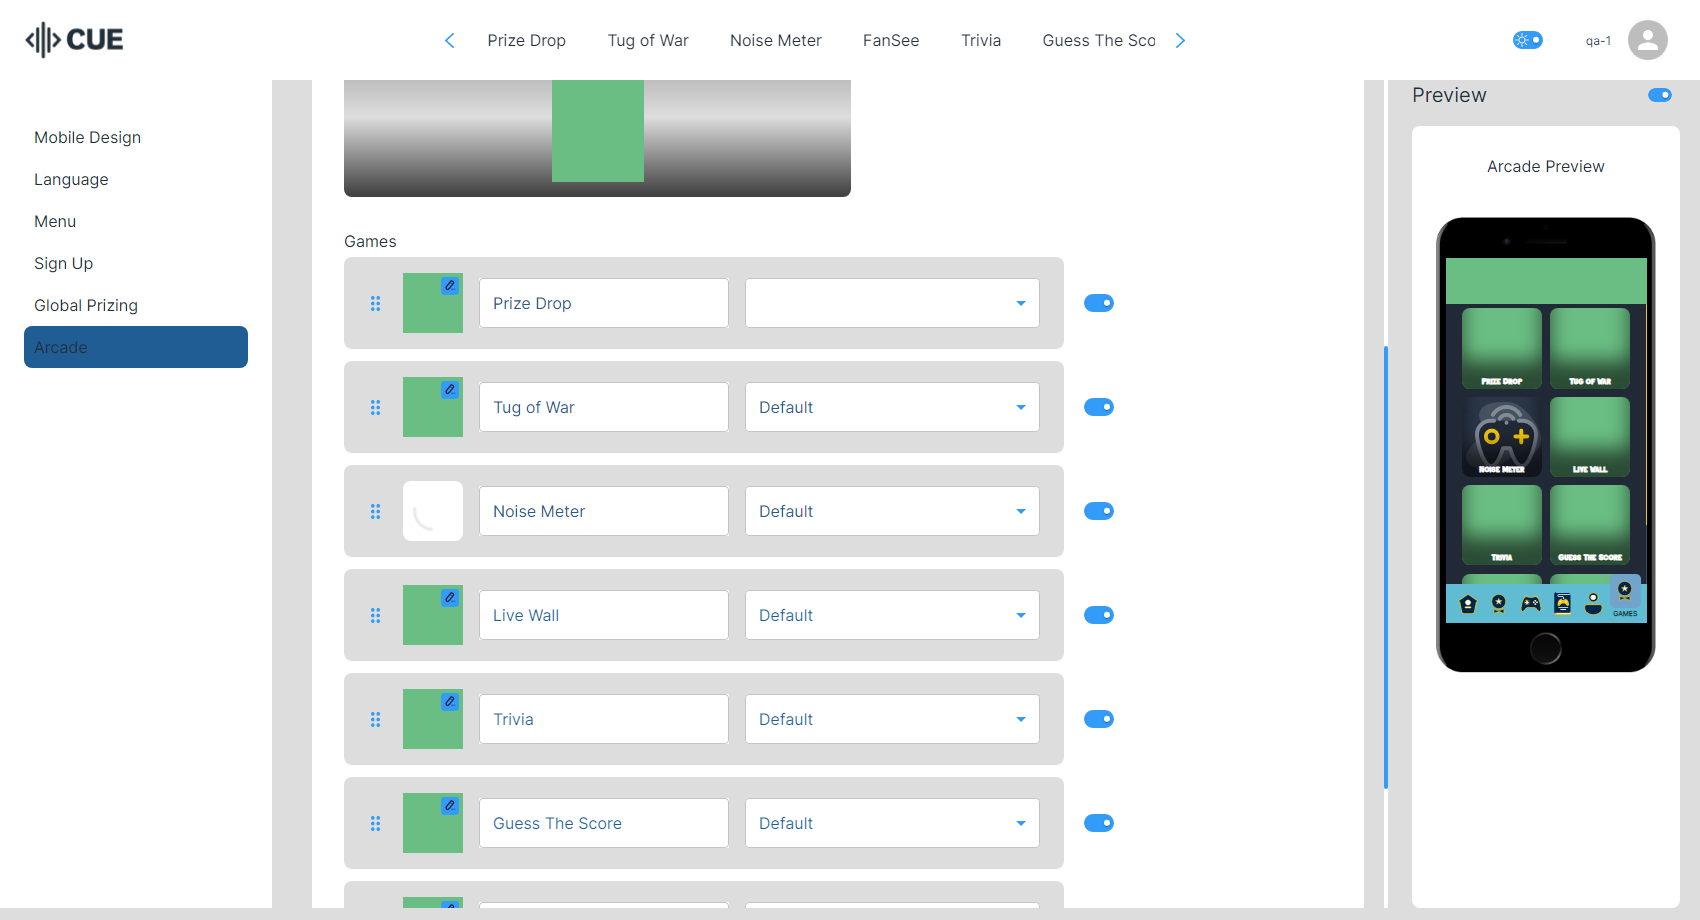 CUE
Prize Drop Tug of War Noise Meter FanSee Trivia Guess The Sco
qa-1
Mobile Design
Language
Menu
Sign Up
Global Prizing
Arcade
Games
Prize Drop
Tug of War Default
Noise Meter Default
Live Wall Default
Trivia Default
Guess The Score Default
Preview
Arcade Preview
Prize Drop Tug of War
Noise Meter Live Wall
Trivia Guess The Score
GAMES